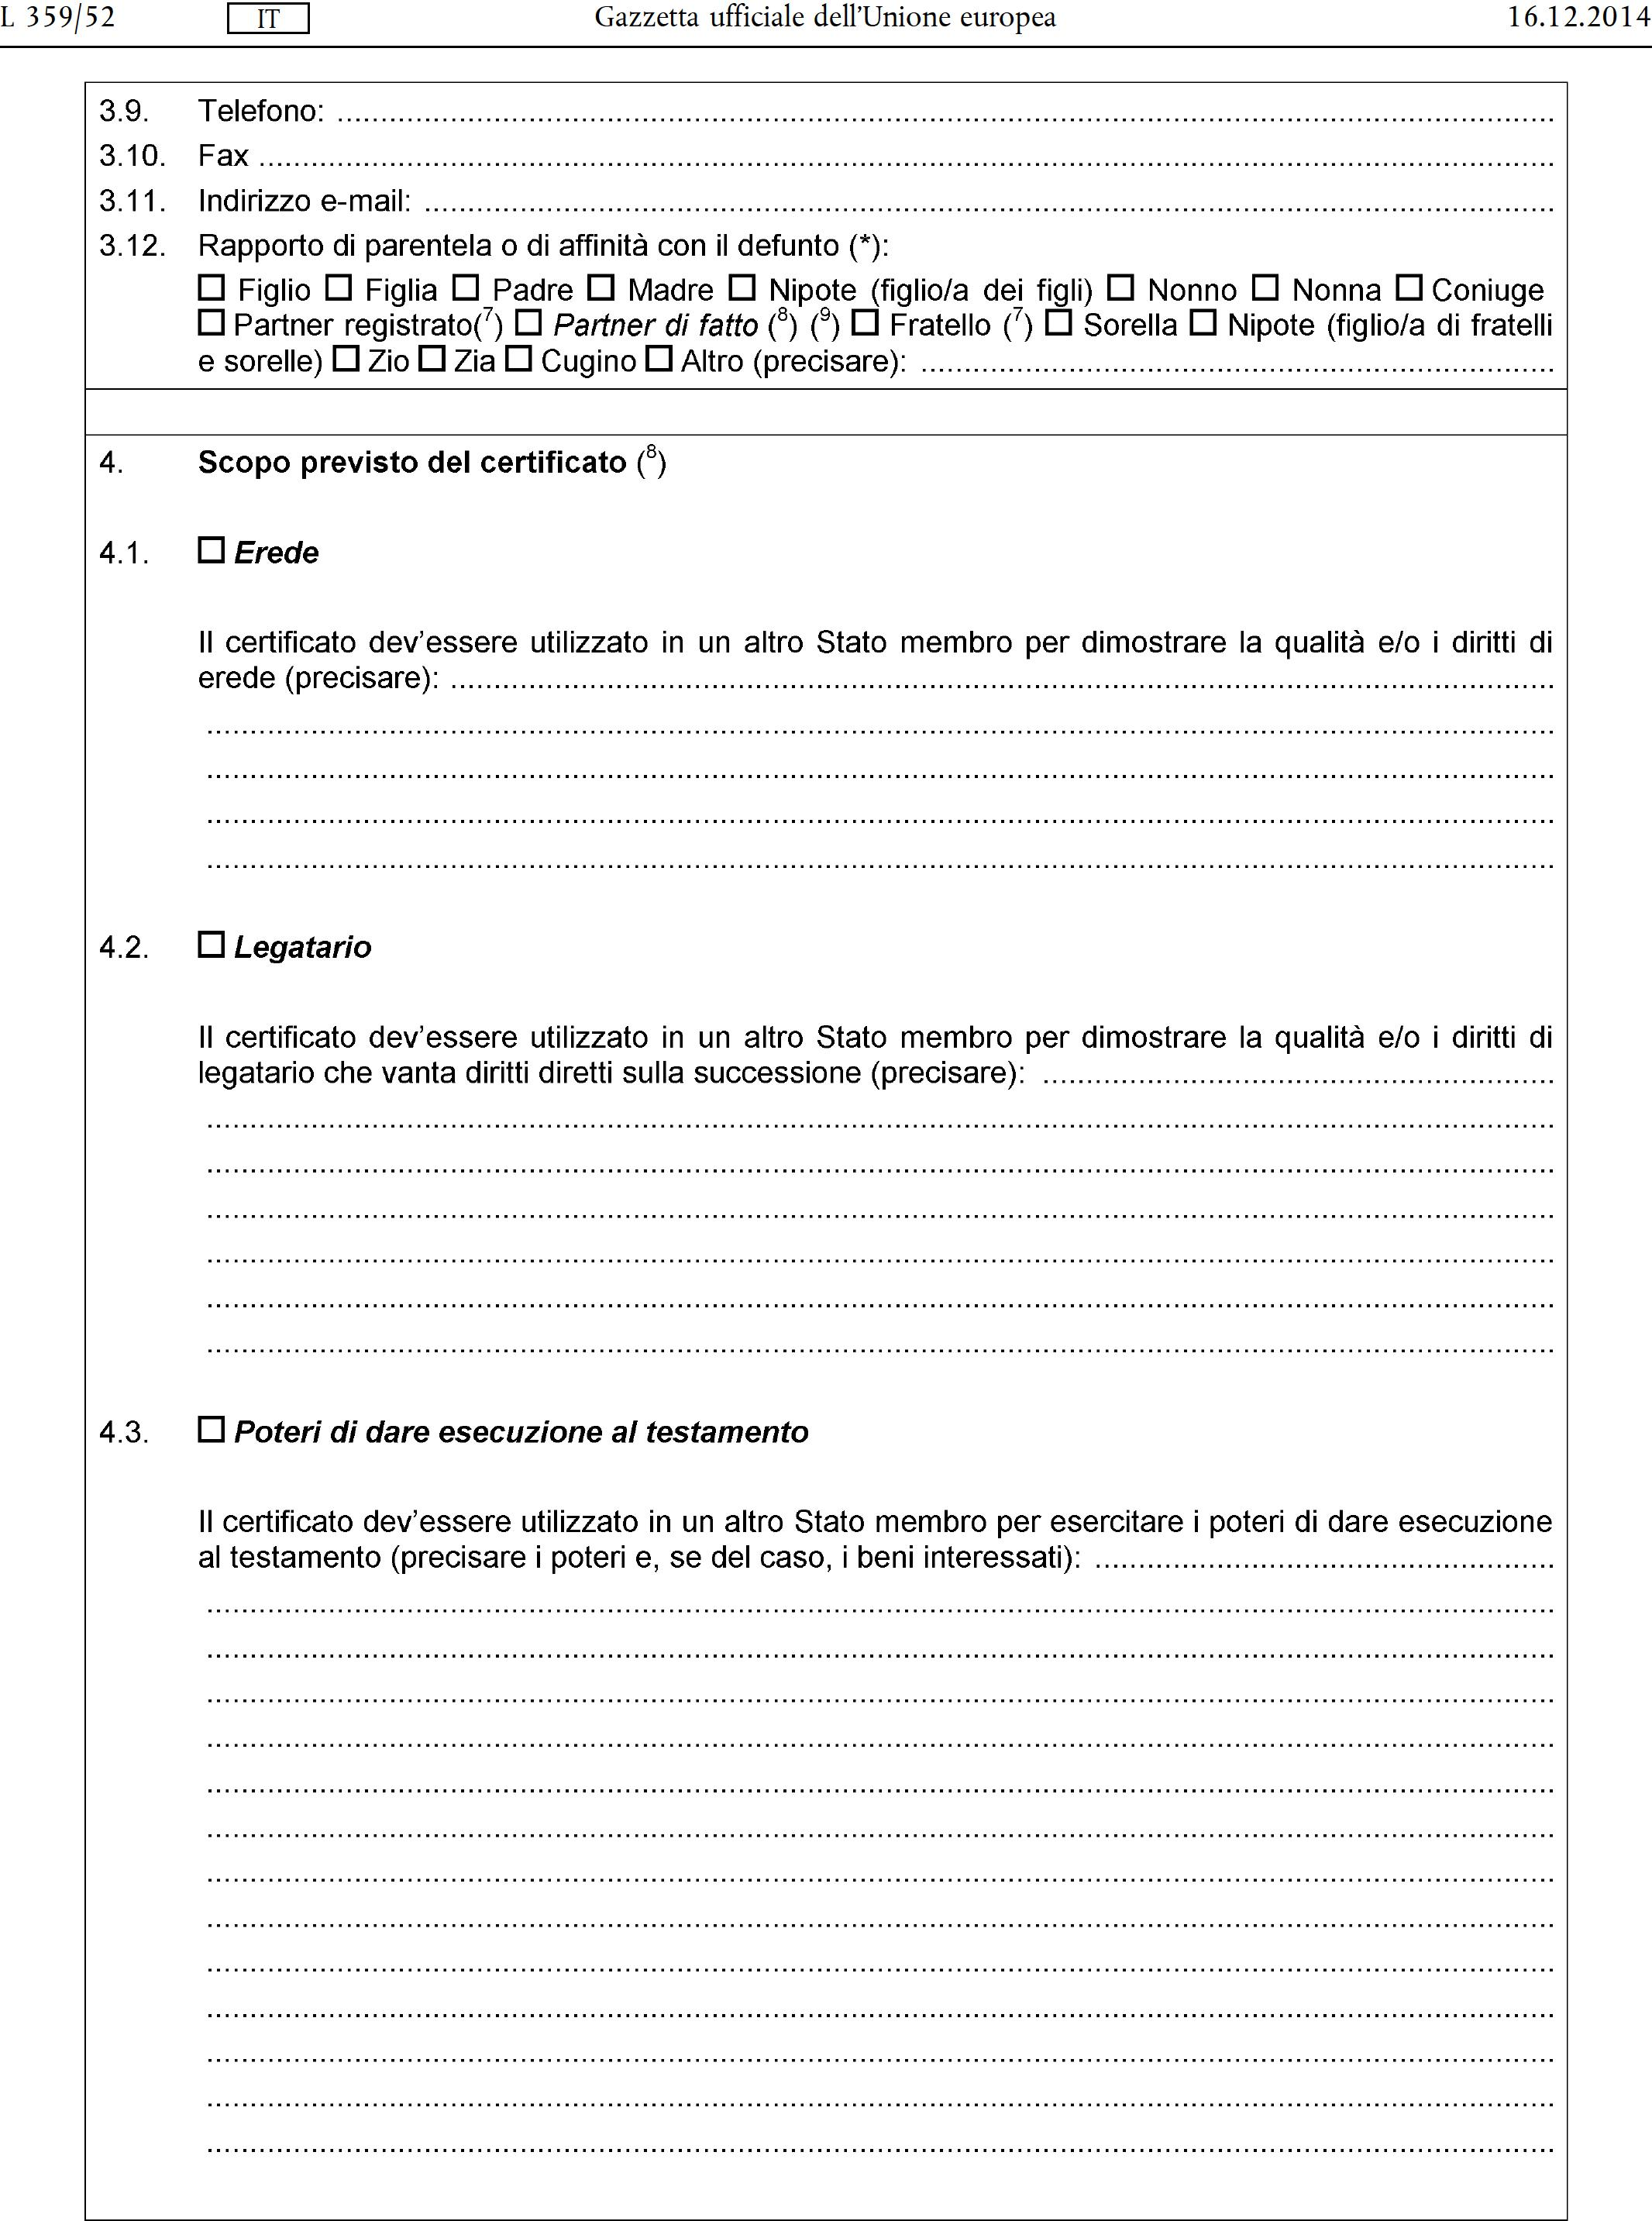 L 359/52 IT Gazzetta ufficiale dell'Unione europea 16.12.2014
3.9. Telefono: ..........
3.10. Fax ..........
3.11. Indirizzo e-mail: ..........
3.12. Rapporto di parentela o di affinità con il defunto (*):
☐ Figlio ☐ Figlia ☐ Padre ☐ Madre ☐ Nipote (figlio/a dei figli) ☐ Nonno ☐ Nonna ☐ Coniuge
☐ Partner registrato(⁷) ☐ Partner di fatto (⁸) (⁹) ☐ Fratello (⁷) ☐ Sorella ☐ Nipote (figlio/a di fratelli
e sorelle) ☐ Zio ☐ Zia ☐ Cugino ☐ Altro (precisare): ..........
4. Scopo previsto del certificato (⁸)
4.1. ☐ Erede
Il certificato dev'essere utilizzato in un altro Stato membro per dimostrare la qualità e/o i diritti di
erede (precisare): ..........
4.2. ☐ Legatario
Il certificato dev'essere utilizzato in un altro Stato membro per dimostrare la qualità e/o i diritti di
legatario che vanta diritti diretti sulla successione (precisare): ..........
4.3. ☐ Poteri di dare esecuzione al testamento
Il certificato dev'essere utilizzato in un altro Stato membro per esercitare i poteri di dare esecuzione
al testamento (precisare i poteri e, se del caso, i beni interessati): ..........